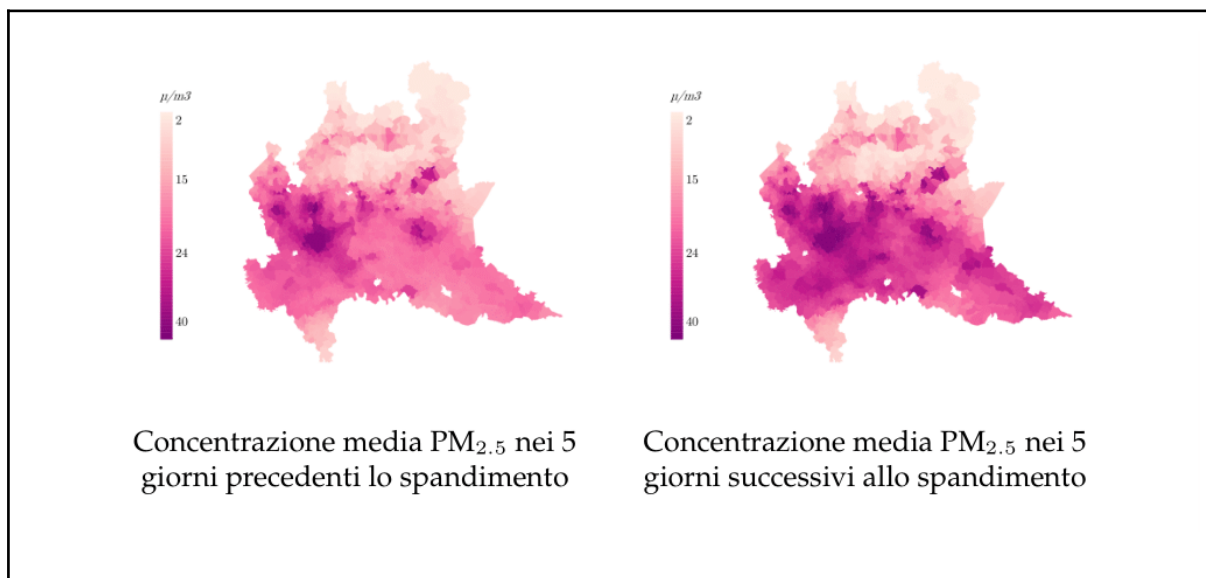 μ/m3
2
15
24
40
μ/m3
2
15
24
40
Concentrazione media PM₂.₅ nei 5
giorni precedenti lo spandimento
Concentrazione media PM₂.₅ nei 5
giorni successivi allo spandimento